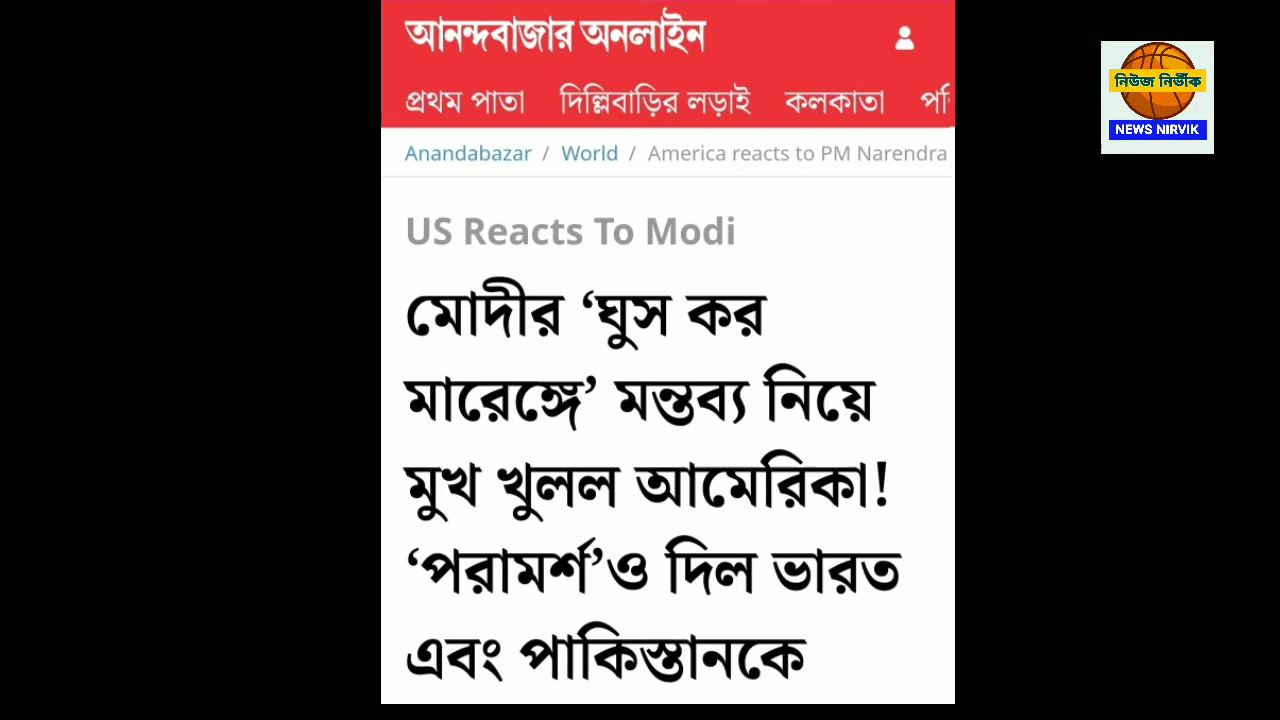 আনন্দবাজার অনলাইন
প্রথম পাতা দিল্লিবাড়ির লড়াই কলকাতা
Anandabazar / World / America reacts to PM Narendra
US Reacts To Modi
মোদীর ‘ঘুস কর
মারেঙ্গে’ মন্তব্য নিয়ে
মুখ খুলল আমেরিকা!
‘পরামর্শ’ও দিল ভারত
এবং পাকিস্তানকে
নিউজ নির্ভীক
NEWS NIRVIK